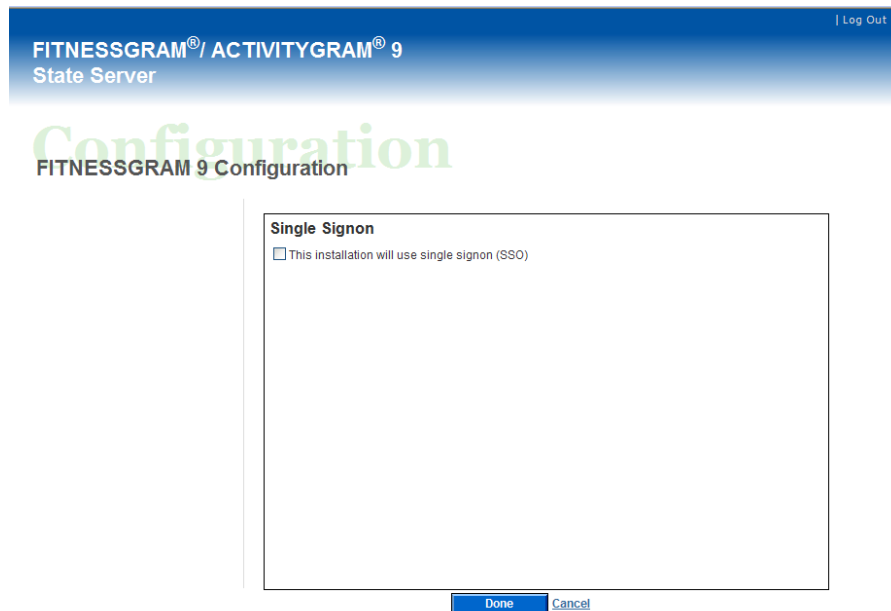 | Log Out
FITNESSGRAM®/ ACTIVITYGRAM® 9
State Server
Configuration
FITNESSGRAM 9 Configuration
Single Signon
This installation will use single signon (SSO)
Done Cancel